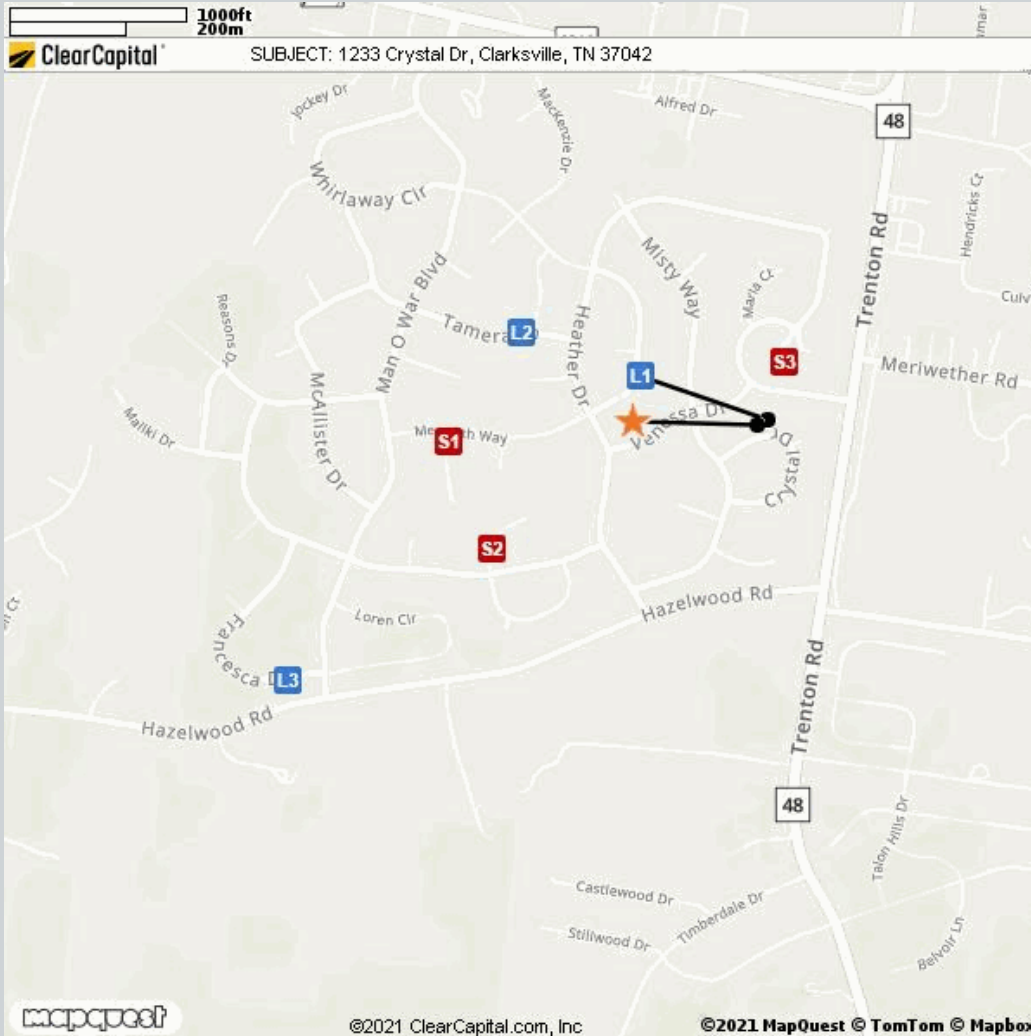 1000ft
200m
ClearCapital
SUBJECT: 1233 Crystal Dr, Clarksville, TN 37042
Jockey Dr
MacKenzie Dr
Alfred Dr
48
Whirlaway Cir
Hendricks Ct
Misty Way
Trenton Rd
Man O War Blvd
Maria Ct
Reasons Dr
Heather Dr
Tamera
L2
S3
Meriwether Rd
L1
McAllister Dr
Venessa Dr
Maliki Dr
Way
S1
Crystal
S2
Hazelwood Rd
Loren Cir
Francesca
L3
Trenton Rd
Hazelwood Rd
48
Talon Hills Dr
Castlewood Dr
Timberdale Dr
Stillwood Dr
Belvoir Ln
mapquest
©2021 ClearCapital.com, Inc
©2021 MapQuest © TomTom © Mapbox